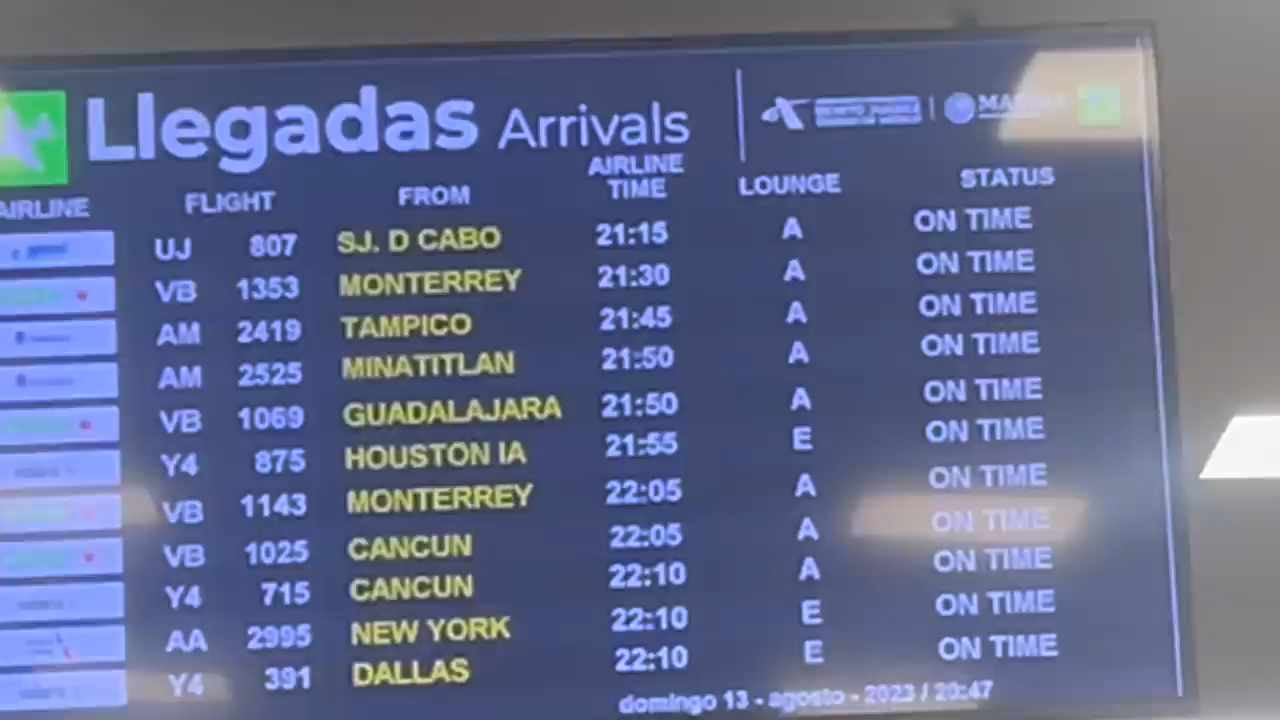 Llegadas Arrivals
AIRLINE FLIGHT FROM AIRLINE TIME LOUNGE STATUS
UJ 807 SJ. D CABO 21:15 A ON TIME
VB 1353 MONTERREY 21:30 A ON TIME
AM 2419 TAMPICO 21:45 A ON TIME
AM 2525 MINATITLAN 21:50 A ON TIME
VB 1069 GUADALAJARA 21:50 A ON TIME
Y4 875 HOUSTON IA 21:55 E ON TIME
VB 1143 MONTERREY 22:05 A ON TIME
VB 1025 CANCUN 22:05 A ON TIME
Y4 715 CANCUN 22:10 A ON TIME
AA 2995 NEW YORK 22:10 E ON TIME
Y4 391 DALLAS 22:10 E ON TIME
domingo 13 - agosto - 2023 / 20:47